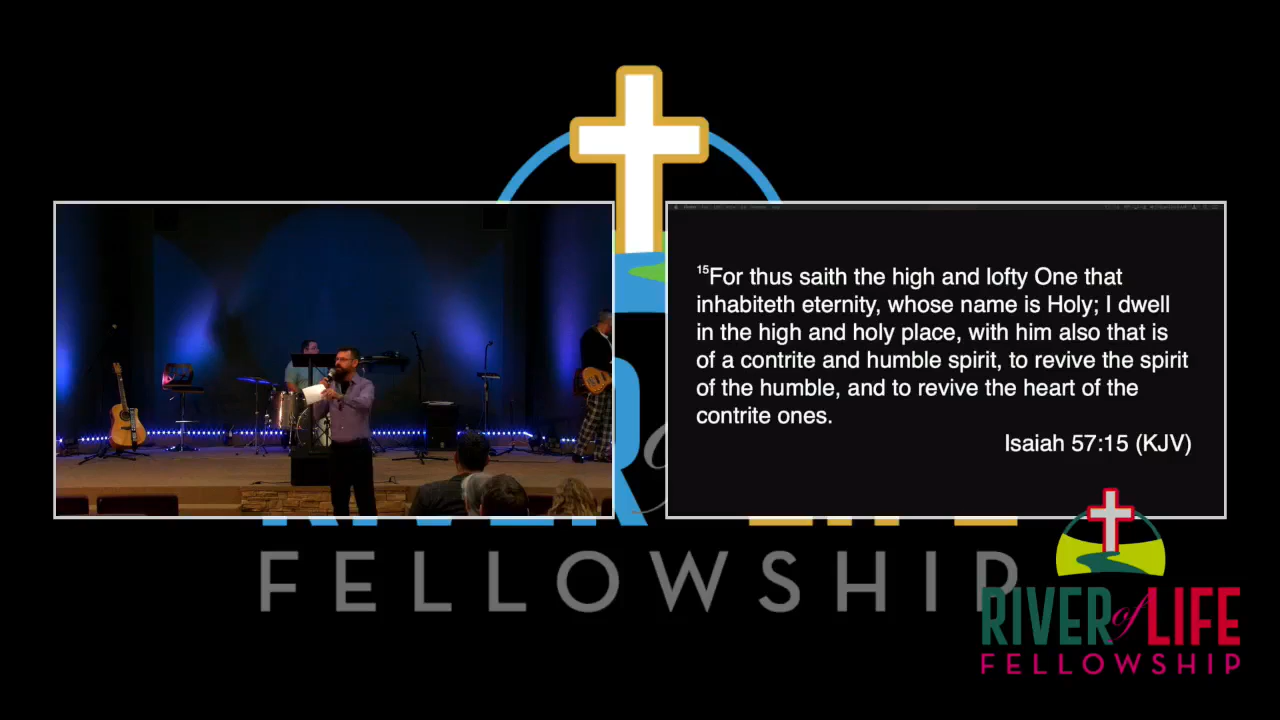 ¹⁵For thus saith the high and lofty One that
inhabiteth eternity, whose name is Holy; I dwell
in the high and holy place, with him also that is
of a contrite and humble spirit, to revive the spirit
of the humble, and to revive the heart of the
contrite ones.
Isaiah 57:15 (KJV)
FELLOWSHIP
RIVER of LIFE
FELLOWSHIP